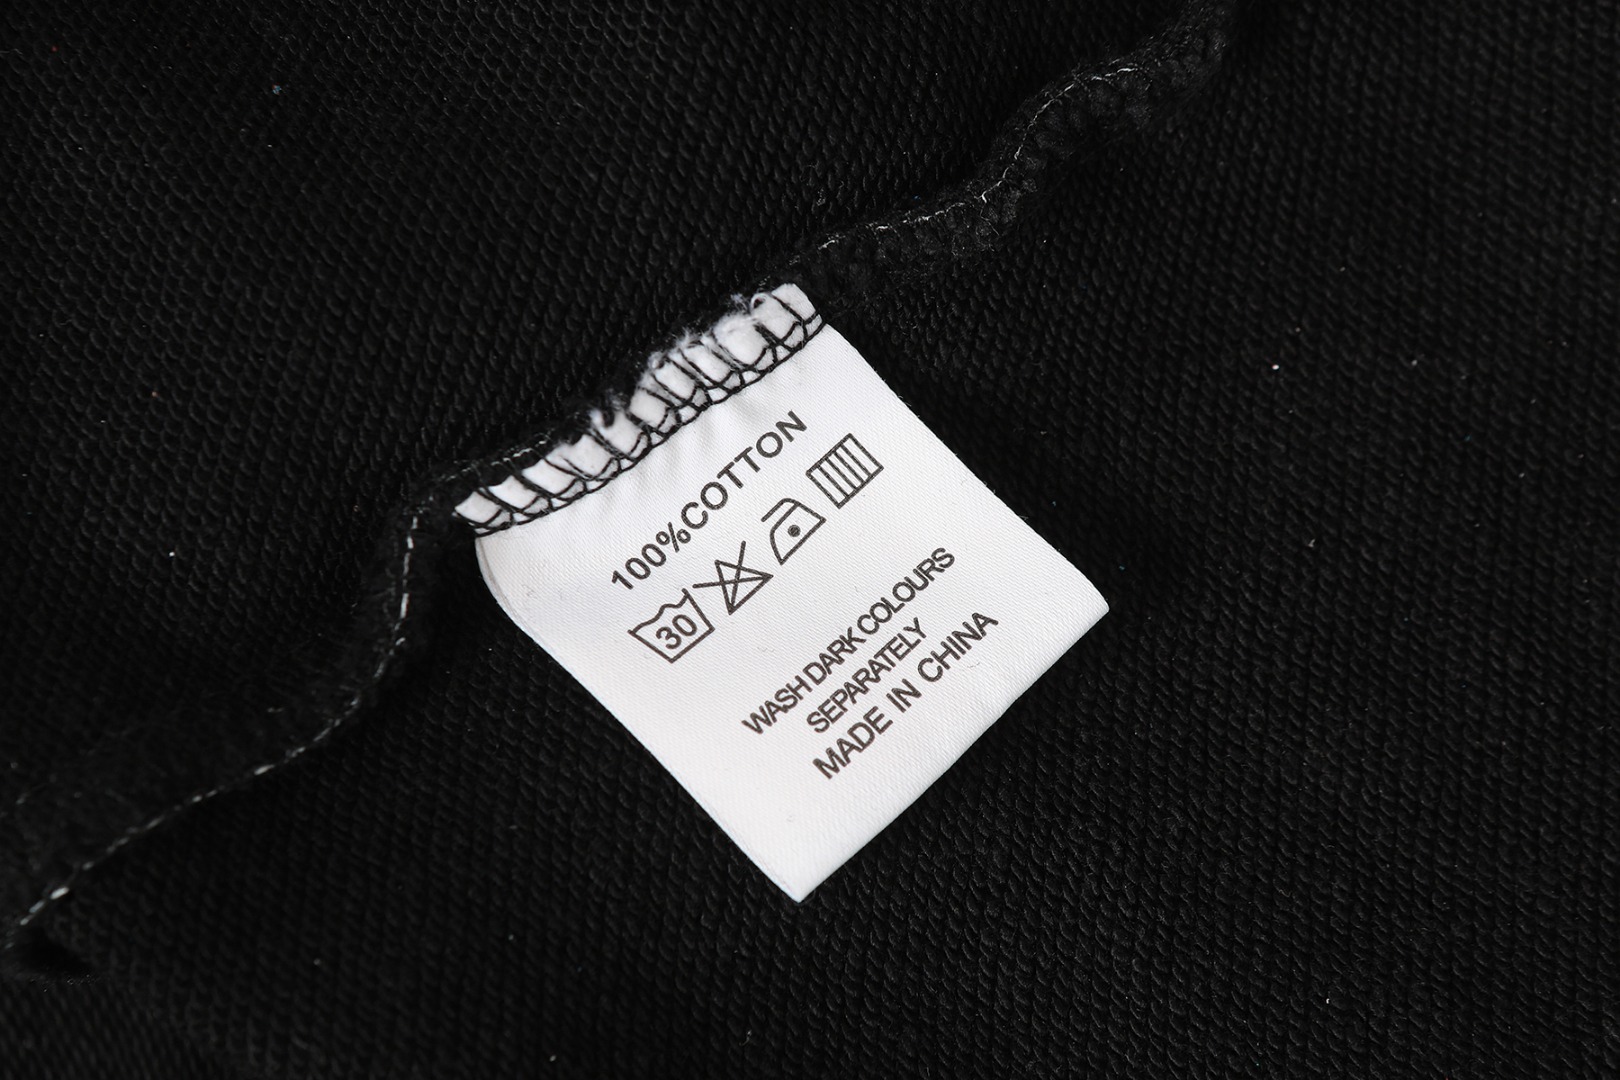 100%COTTON
30
WASH DARK COLOURS
SEPARATELY
MADE IN CHINA